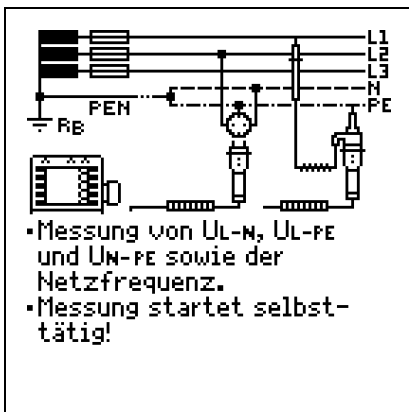 L1
L2
L3
N
PE
PEN
RB
▪Messung von UL-N, UL-PE
und UN-PE sowie der
Netzfrequenz.
▪Messung startet selbst-
tätig!